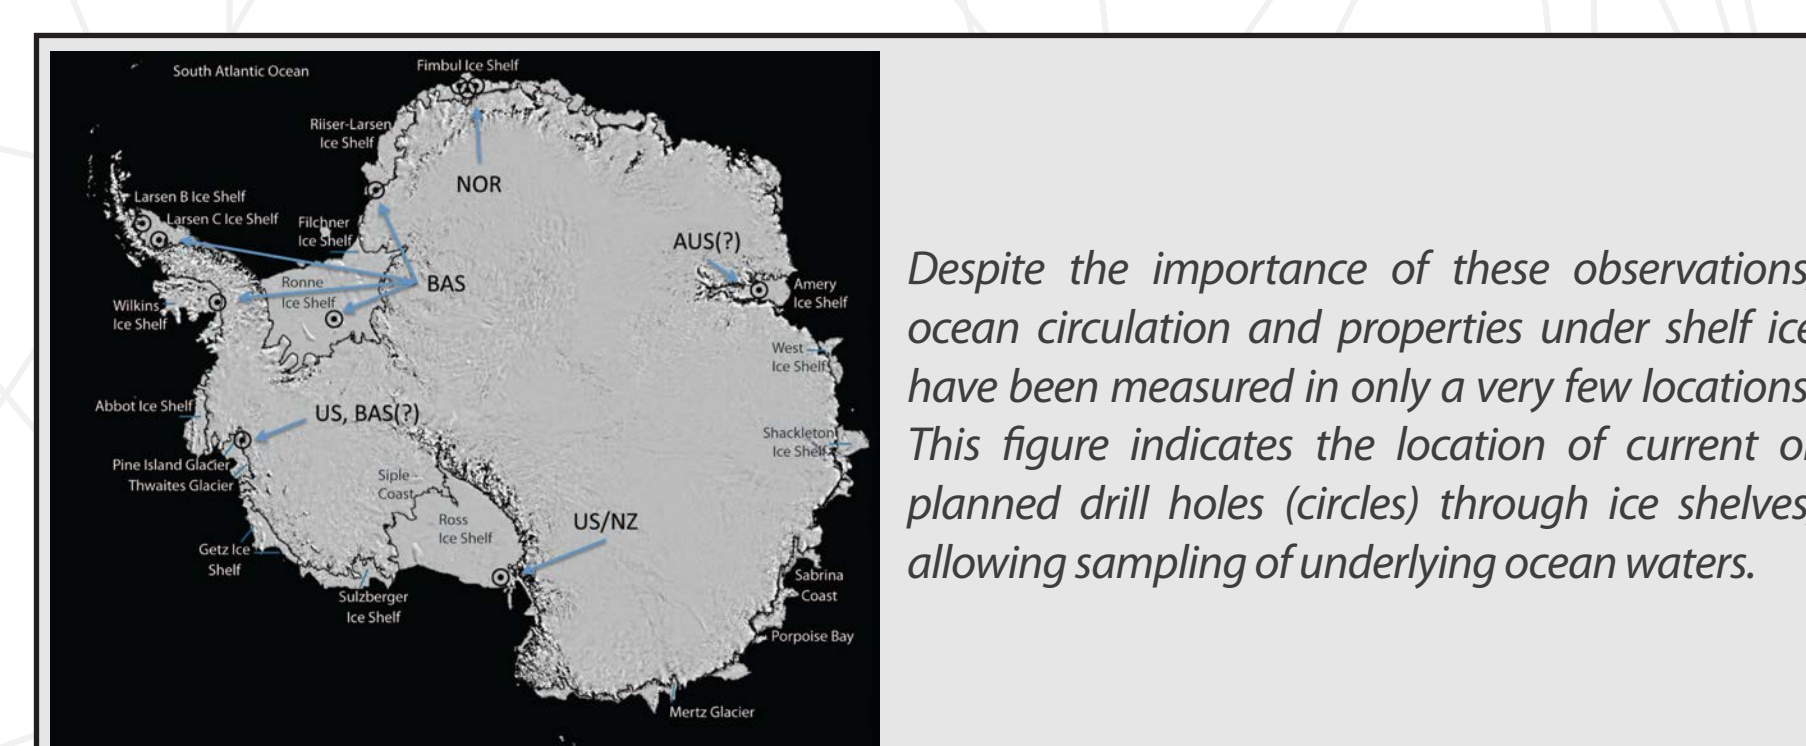 South Atlantic Ocean
Fimbul Ice Shelf
Riiser-Larsen
Ice Shelf
NOR
Larsen B Ice Shelf
Larsen C Ice Shelf
Filchner
Ice Shelf
AUS(?)
BAS
Ronne
Ice Shelf
Amery
Ice Shelf
Wilkins
Ice Shelf
West
Ice Shelf
Abbot Ice Shelf
US, BAS(?)
Shackleton
Ice Shelf
Pine Island Glacier
Thwaites Glacier
Siple
Coast
Ross
Ice Shelf
US/NZ
Getz Ice
Shelf
Sulzberger
Ice Shelf
Sabrina
Coast
Porpoise Bay
Mertz Glacier
Despite the importance of these observations
ocean circulation and properties under shelf ice
have been measured in only a very few locations
This figure indicates the location of current o
planned drill holes (circles) through ice shelves
allowing sampling of underlying ocean waters.